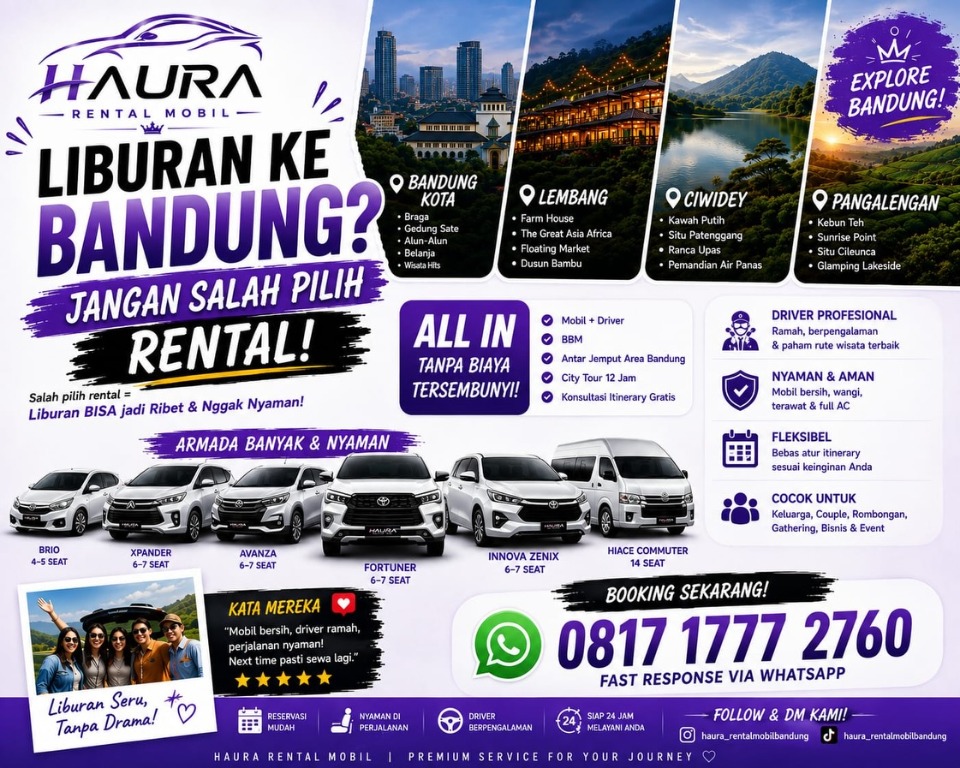 HAURA
RENTAL MOBIL
LIBURAN KE
BANDUNG?
JANGAN SALAH PILIH
RENTAL!
Salah pilih rental =
Liburan BISA jadi Ribet & Nggak Nyaman!
BANDUNG
KOTA
• Braga
• Gedung Sate
• Alun-Alun
• Belanja
• Wisata Hits
LEMBANG
• Farm House
• The Great Asia Africa
• Floating Market
• Dusun Bambu
CIWIDEY
• Kawah Putih
• Situ Patenggang
• Ranca Upas
• Pemandian Air Panas
EXPLORE
BANDUNG!
PANGALENGAN
• Kebun Teh
• Sunrise Point
• Situ Cileunca
• Glamping Lakeside
ALL IN
TANPA BIAYA
TERSEMBUNYI!
Mobil + Driver
BBM
Antar Jemput Area Bandung
City Tour 12 Jam
Konsultasi Itinerary Gratis
DRIVER PROFESIONAL
Ramah, berpengalaman
& paham rute wisata terbaik
NYAMAN & AMAN
Mobil bersih, wangi,
terawat & full AC
FLEKSIBEL
Bebas atur itinerary
sesuai keinginan Anda
COCOK UNTUK
Keluarga, Couple, Rombongan,
Gathering, Bisnis & Event
ARMADA BANYAK & NYAMAN
HAURA
HAURA
BRIO
4-5 SEAT
XPANDER
6-7 SEAT
AVANZA
6-7 SEAT
FORTUNER
6-7 SEAT
INNOVA ZENIX
6-7 SEAT
HIACE COMMUTER
14 SEAT
Liburan Seru,
Tanpa Drama!
KATA MEREKA
"Mobil bersih, driver ramah,
perjalanan nyaman!
Next time pasti sewa lagi."
BOOKING SEKARANG!
0817 1777 2760
FAST RESPONSE VIA WHATSAPP
RESERVASI
MUDAH
NYAMAN DI
PERJALANAN
DRIVER
BERPENGALAMAN
24
SIAP 24 JAM
MELAYANI ANDA
FOLLOW & DM KAMI!
haura_rentalmobilbandung
haura_rentalmobilbandung
HAURA RENTAL MOBIL | PREMIUM SERVICE FOR YOUR JOURNEY